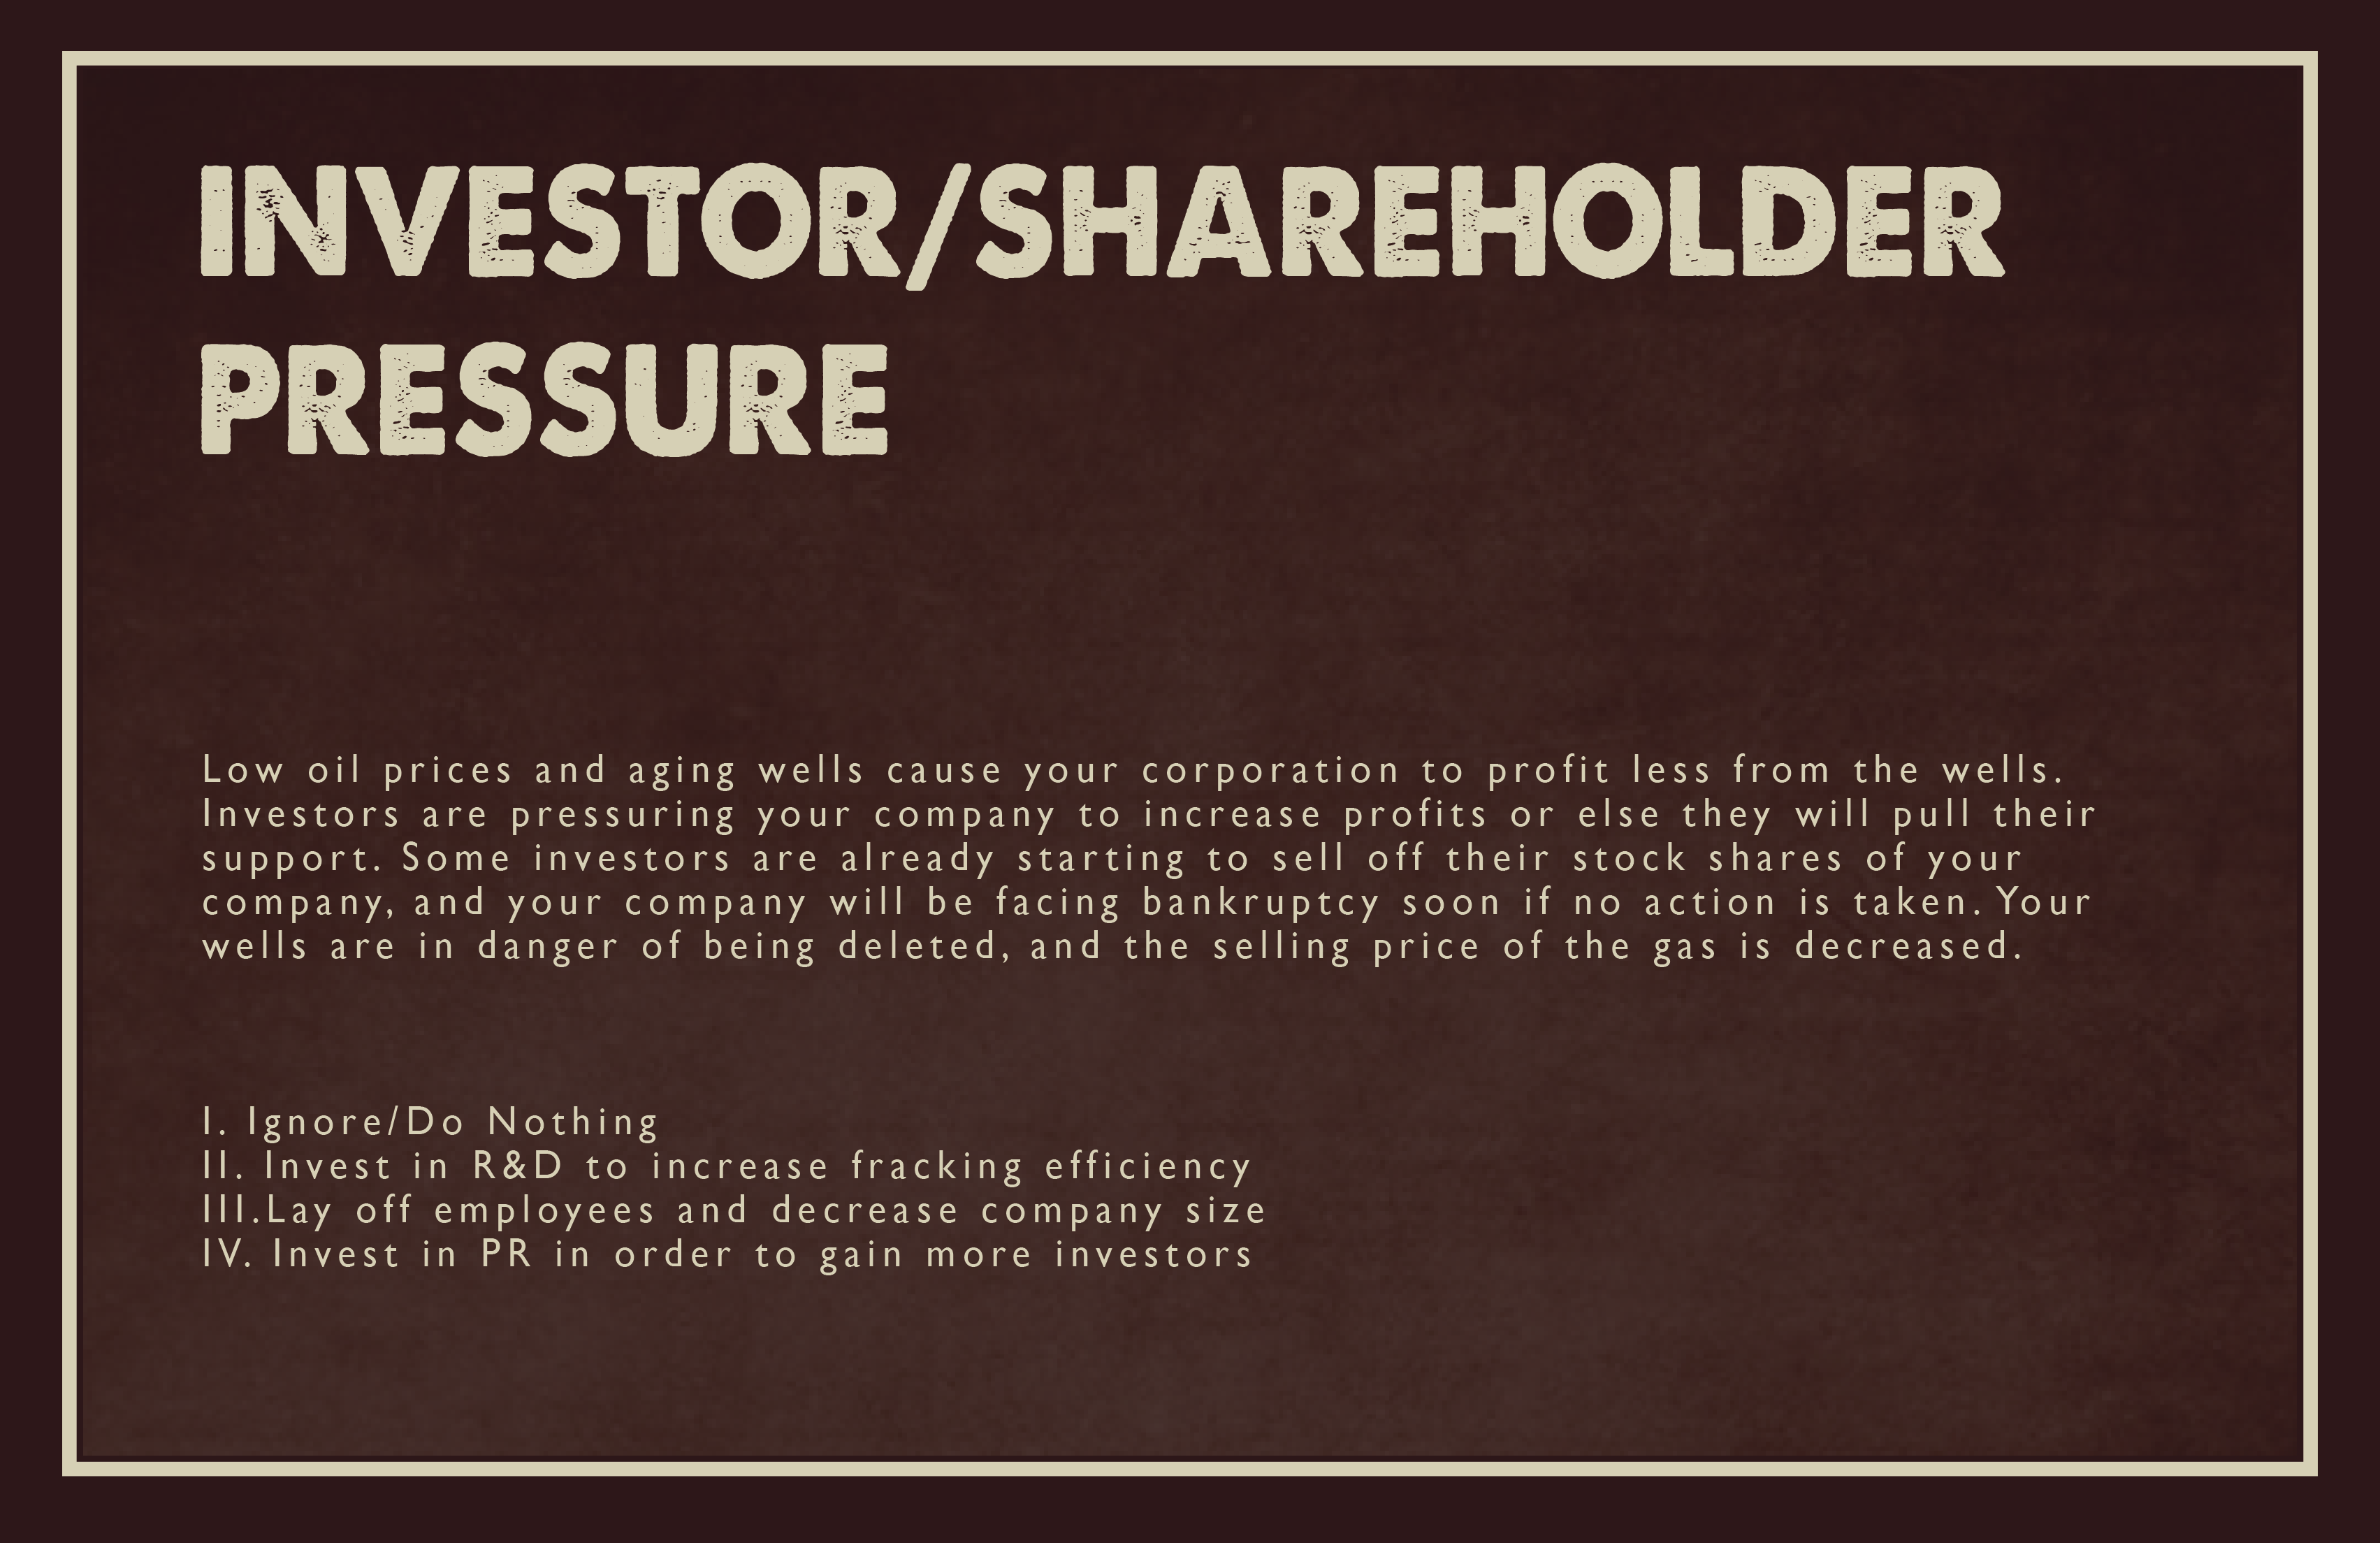 INVESTOR/SHAREHOLDER
PRESSURE
Low oil prices and aging wells cause your corporation to profit less from the wells.
Investors are pressuring your company to increase profits or else they will pull their
support. Some investors are already starting to sell off their stock shares of your
company, and your company will be facing bankruptcy soon if no action is taken. Your
wells are in danger of being deleted, and the selling price of the gas is decreased.
I. Ignore/Do Nothing
II. Invest in R&D to increase fracking efficiency
III.Lay off employees and decrease company size
IV. Invest in PR in order to gain more investors